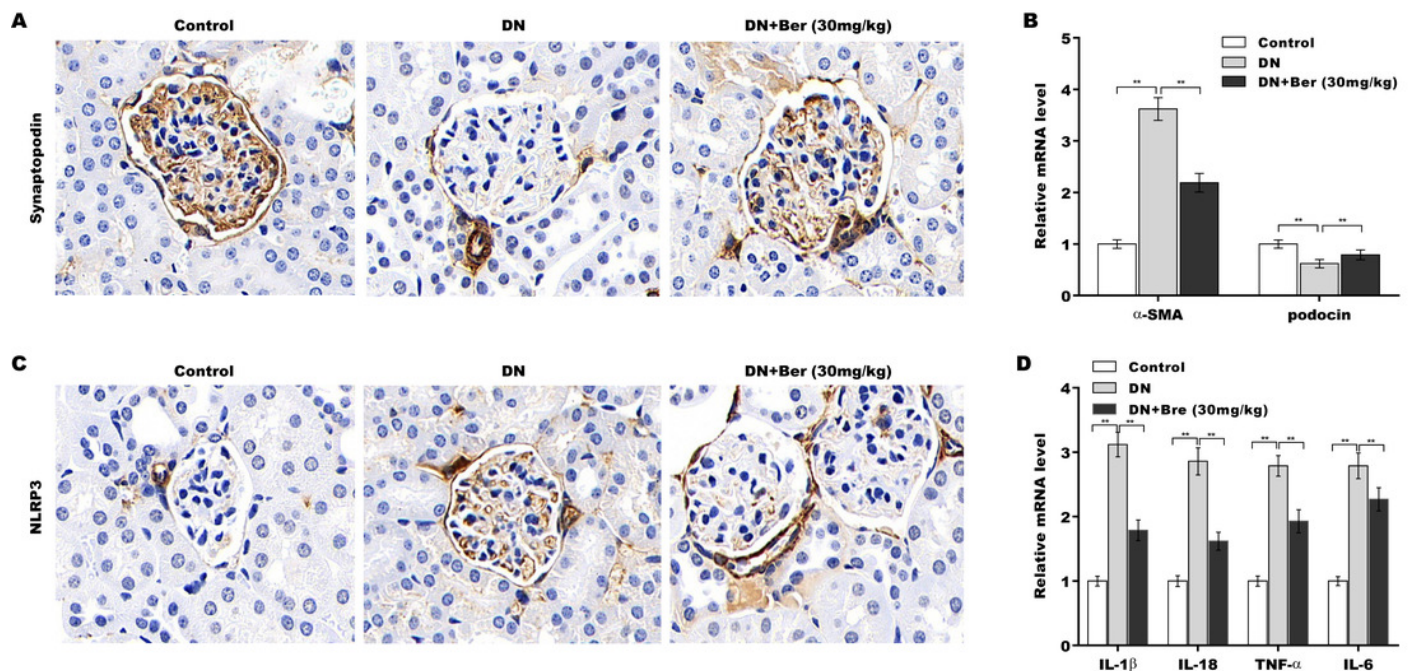 A
Control
DN
DN+Ber (30mg/kg)
Synaptopodin
B
Control
DN
DN+Ber (30mg/kg)
Relative mRNA level
5
4
3
2
1
0
** **
** **
α-SMA podocin
C
Control
DN
DN+Ber (30mg/kg)
NLRP3
D
Control
DN
DN+Bre (30mg/kg)
Relative mRNA level
4
3
2
1
0
** ** ** ** ** ** ** **
IL-1β IL-18 TNF-α IL-6